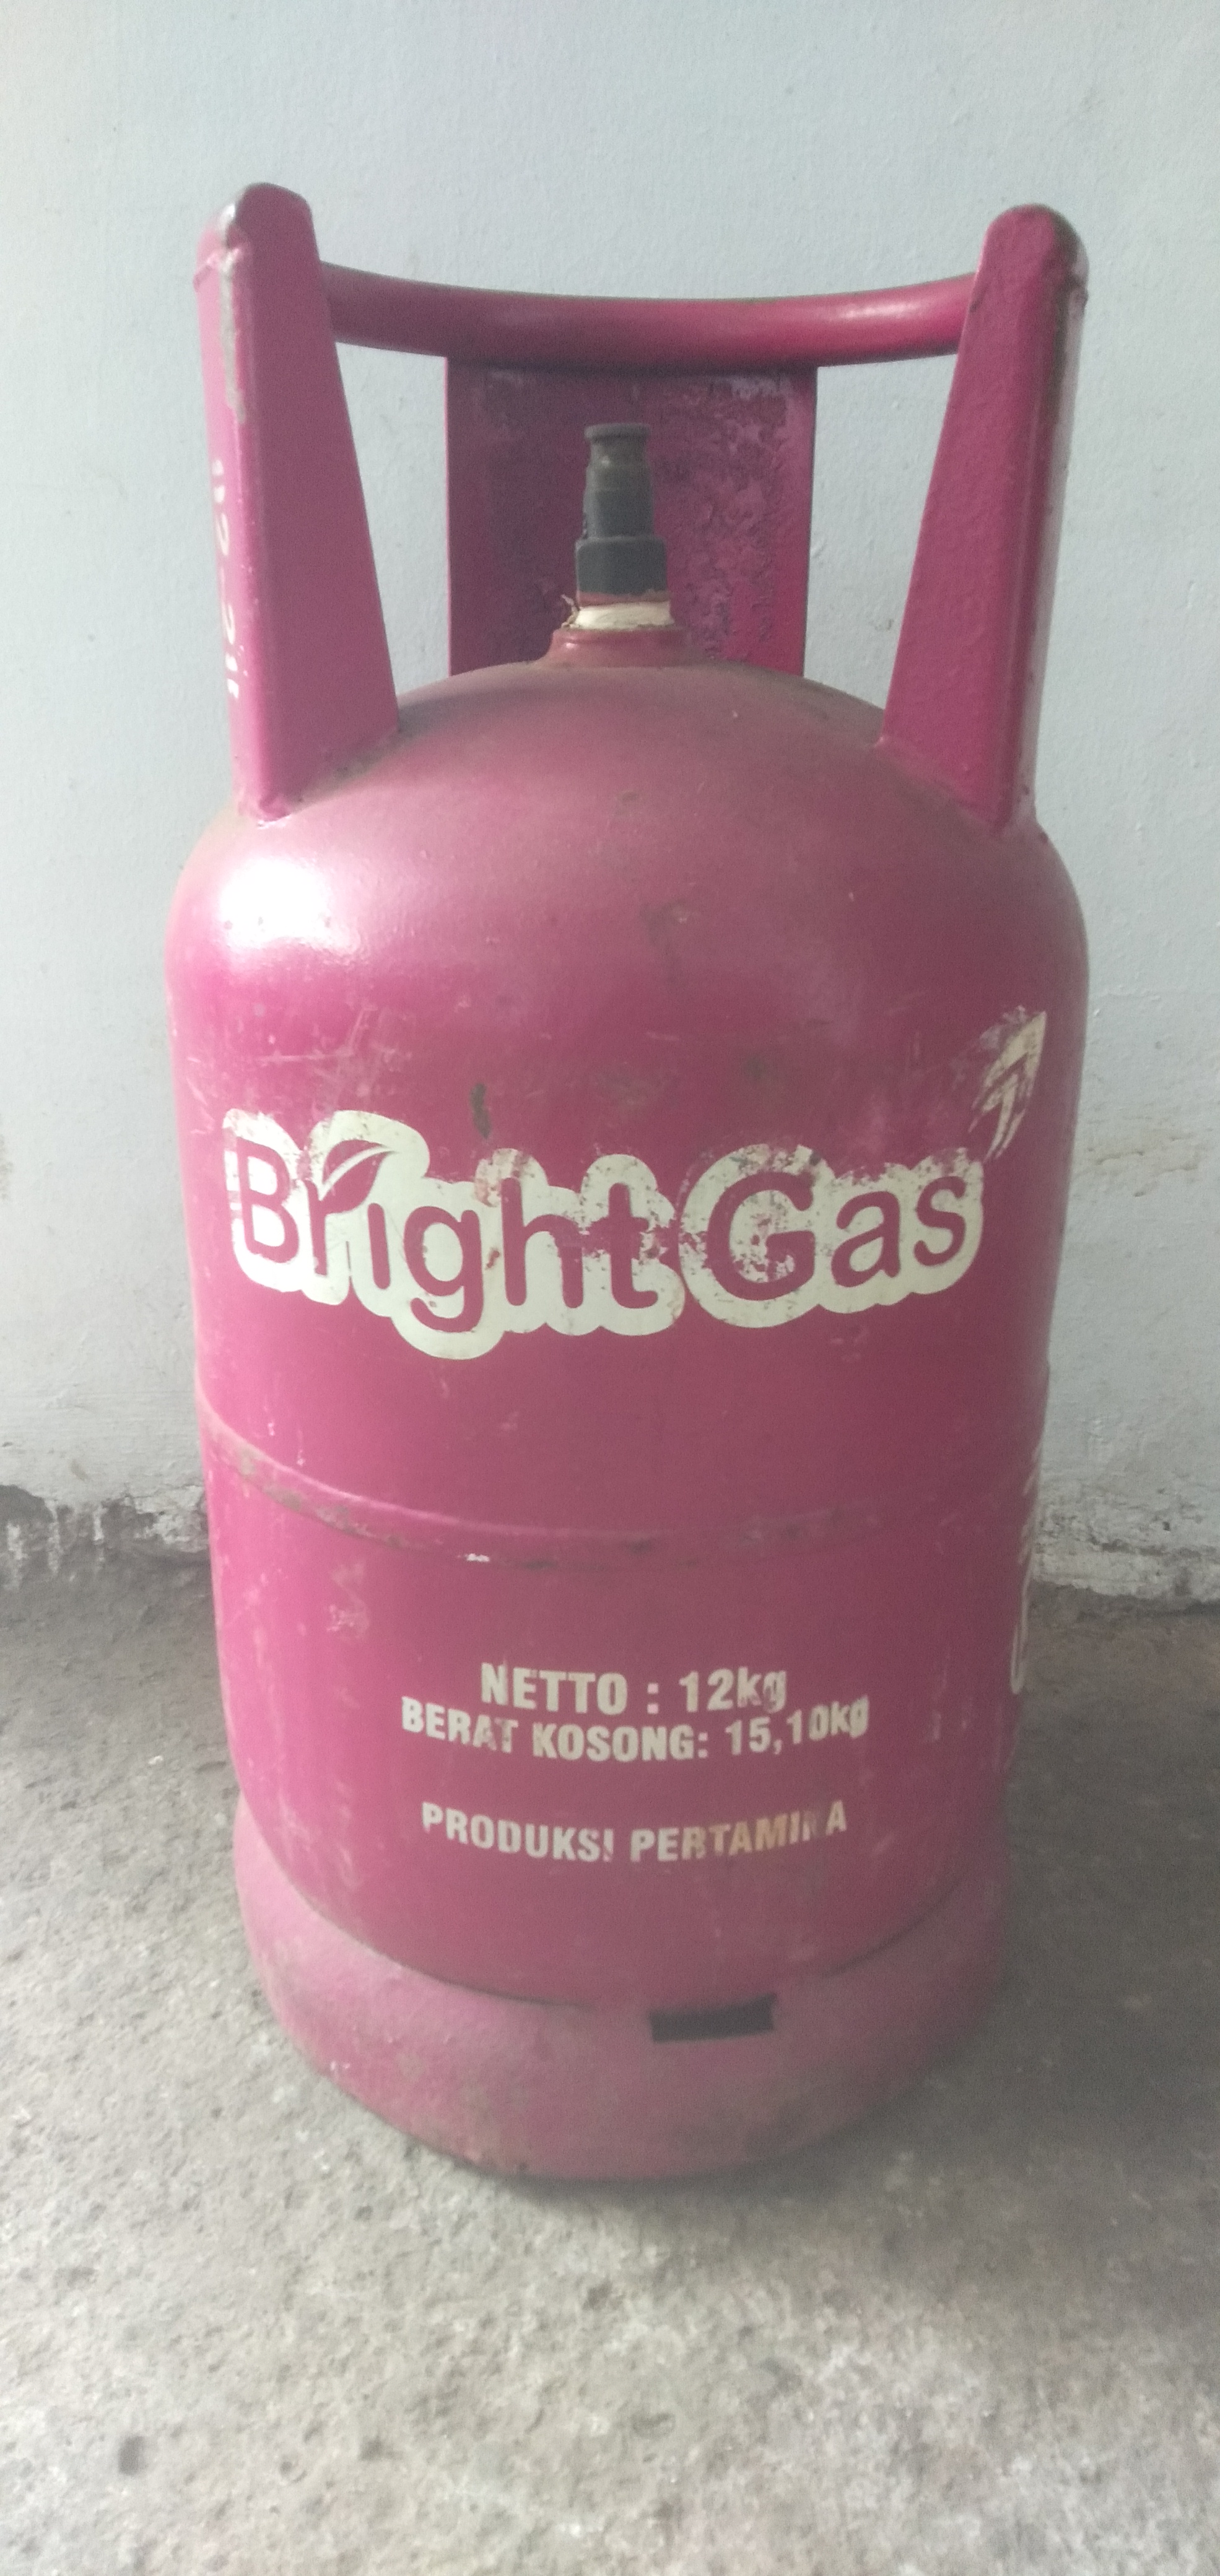 Bright Gas
NETTO : 12kg
BERAT KOSONG: 15,10kg
PRODUKSI PERTAMINA